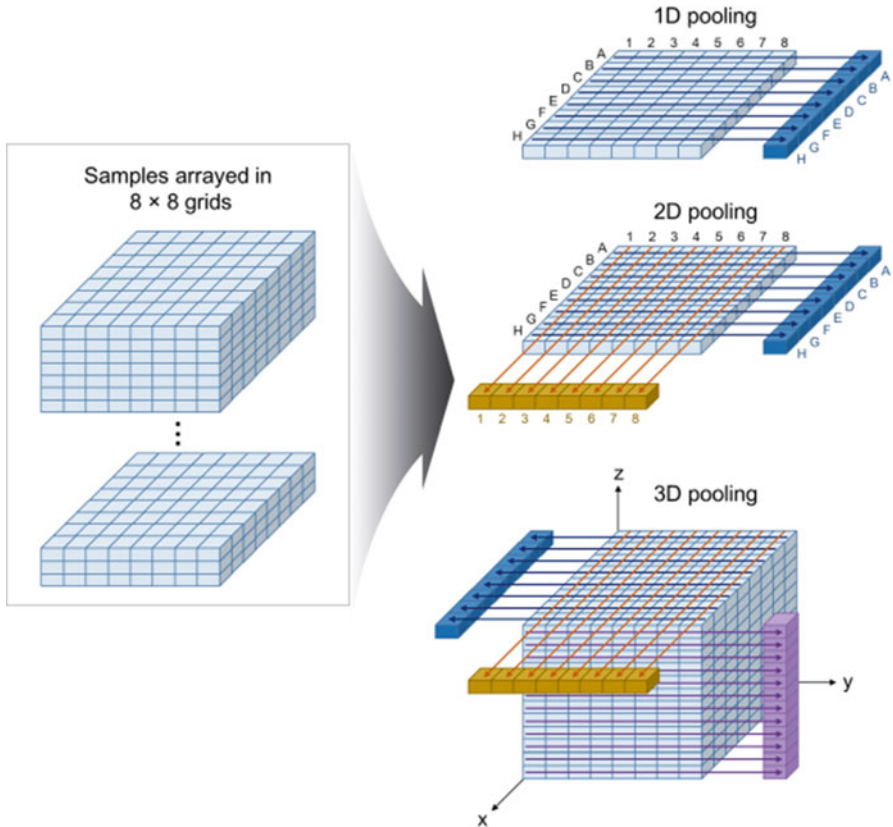 Samples arrayed in
8 × 8 grids
1D pooling
1 2 3 4 5 6 7 8
A
B
C
D
E
F
G
H
A
B
C
D
E
F
G
H
2D pooling
1 2 3 4 5 6 7 8
A
B
C
D
E
F
G
H
A
B
C
D
E
F
G
H
1 2 3 4 5 6 7 8
3D pooling
z
y
x